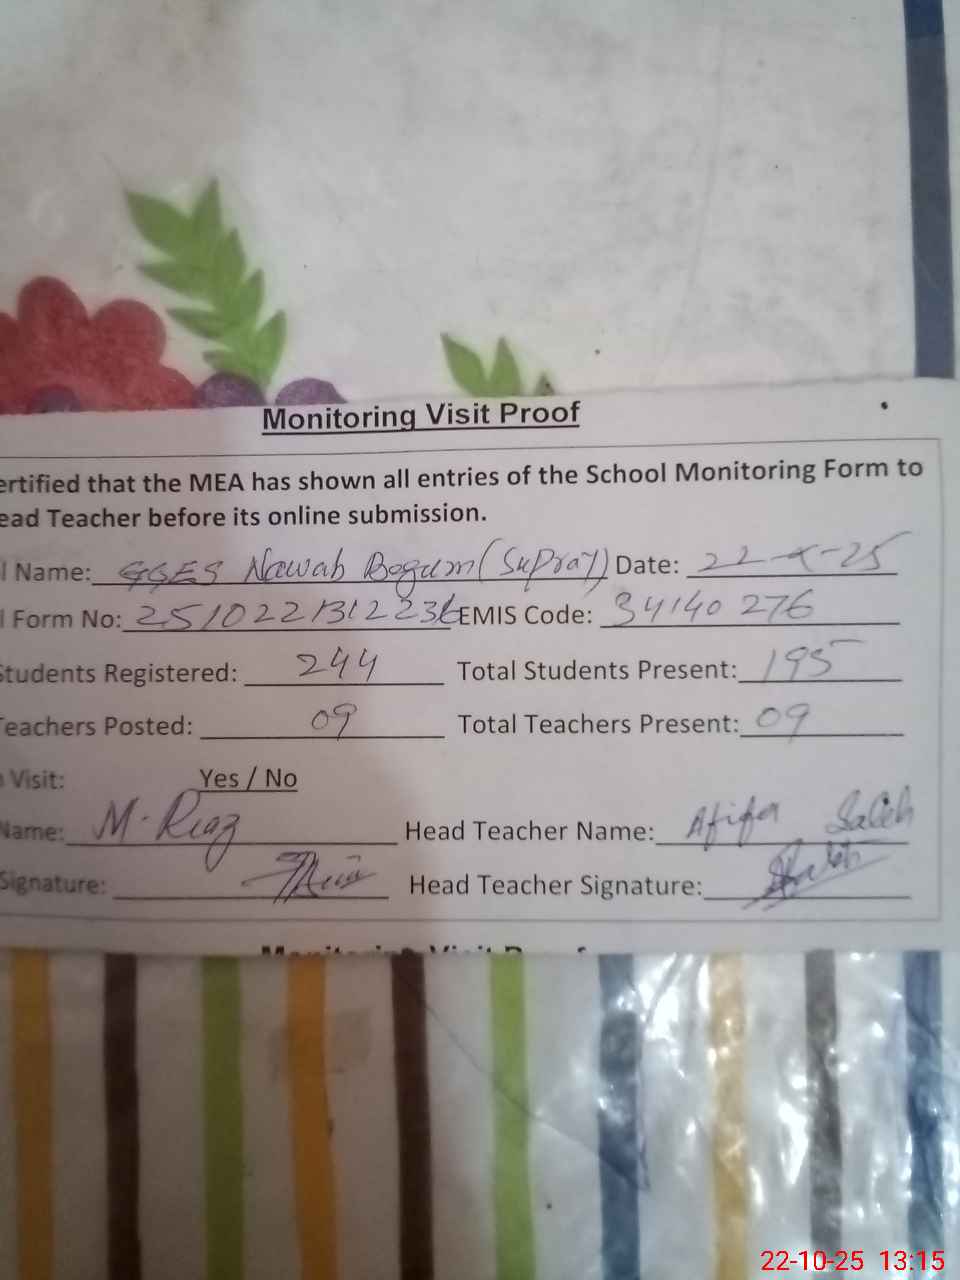 Monitoring Visit Proof
ertified that the MEA has shown all entries of the School Monitoring Form to
ead Teacher before its online submission.
l Name: GGES Nawab Begum (Supray) Date: 22-X-25
l Form No: 2510221312236 EMIS Code: 34140276
Students Registered: 244 Total Students Present: 195
Teachers Posted: 09 Total Teachers Present: 09
Visit: Yes / No
Name: M. Riaz Head Teacher Name: Afifa Saleh
Signature: Head Teacher Signature:
Monitoring Visit Proof
22-10-25 13:15